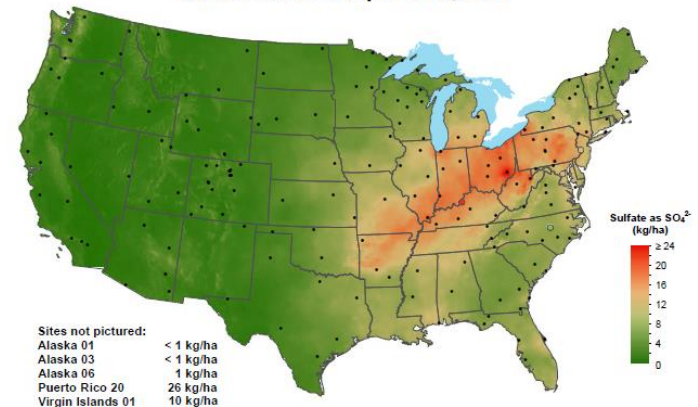 Sulfate as SO₄²⁻
(kg/ha)
≥ 24
20
16
12
8
4
0
Sites not pictured:
Alaska 01 < 1 kg/ha
Alaska 03 < 1 kg/ha
Alaska 06 1 kg/ha
Puerto Rico 20 26 kg/ha
Virgin Islands 01 10 kg/ha